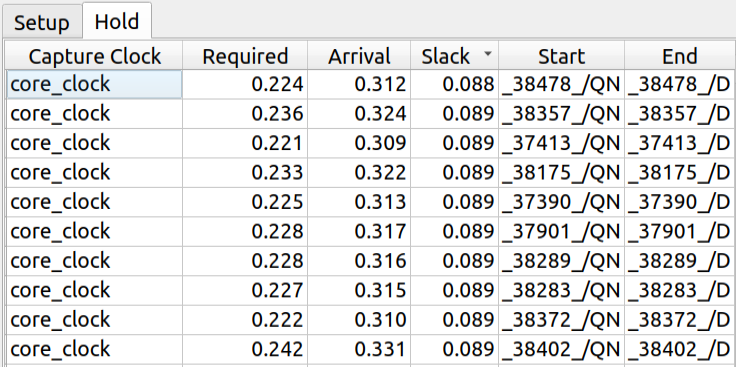 Setup Hold
Capture Clock Required Arrival Slack Start End
core_clock 0.224 0.312 0.088 _38478_/QN _38478_/D
core_clock 0.236 0.324 0.089 _38357_/QN _38357_/D
core_clock 0.221 0.309 0.089 _37413_/QN _37413_/D
core_clock 0.233 0.322 0.089 _38175_/QN _38175_/D
core_clock 0.225 0.313 0.089 _37390_/QN _37390_/D
core_clock 0.228 0.317 0.089 _37901_/QN _37901_/D
core_clock 0.228 0.316 0.089 _38289_/QN _38289_/D
core_clock 0.227 0.315 0.089 _38283_/QN _38283_/D
core_clock 0.222 0.310 0.089 _38372_/QN _38372_/D
core_clock 0.242 0.331 0.089 _38402_/QN _38402_/D